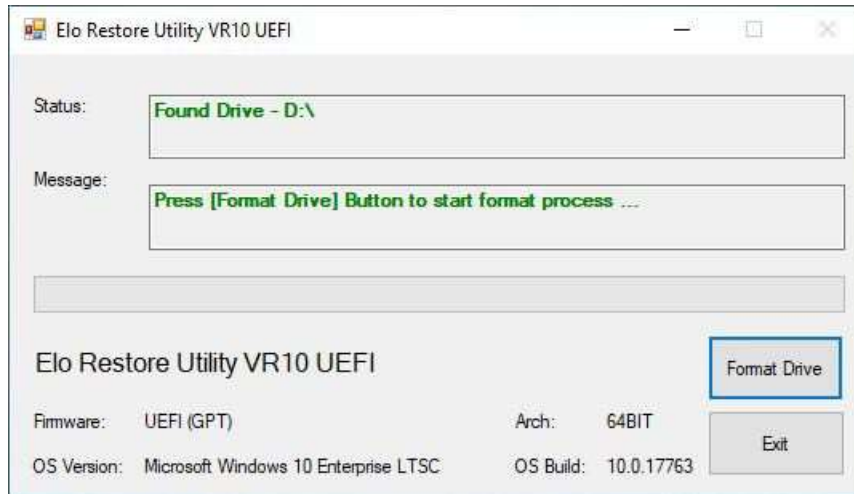 Elo Restore Utility VR10 UEFI
Status:
Found Drive - D:\
Message:
Press [Format Drive] Button to start format process ...
Elo Restore Utility VR10 UEFI
Format Drive
Firmware: UEFI (GPT) Arch: 64BIT
Exit
OS Version: Microsoft Windows 10 Enterprise LTSC OS Build: 10.0.17763